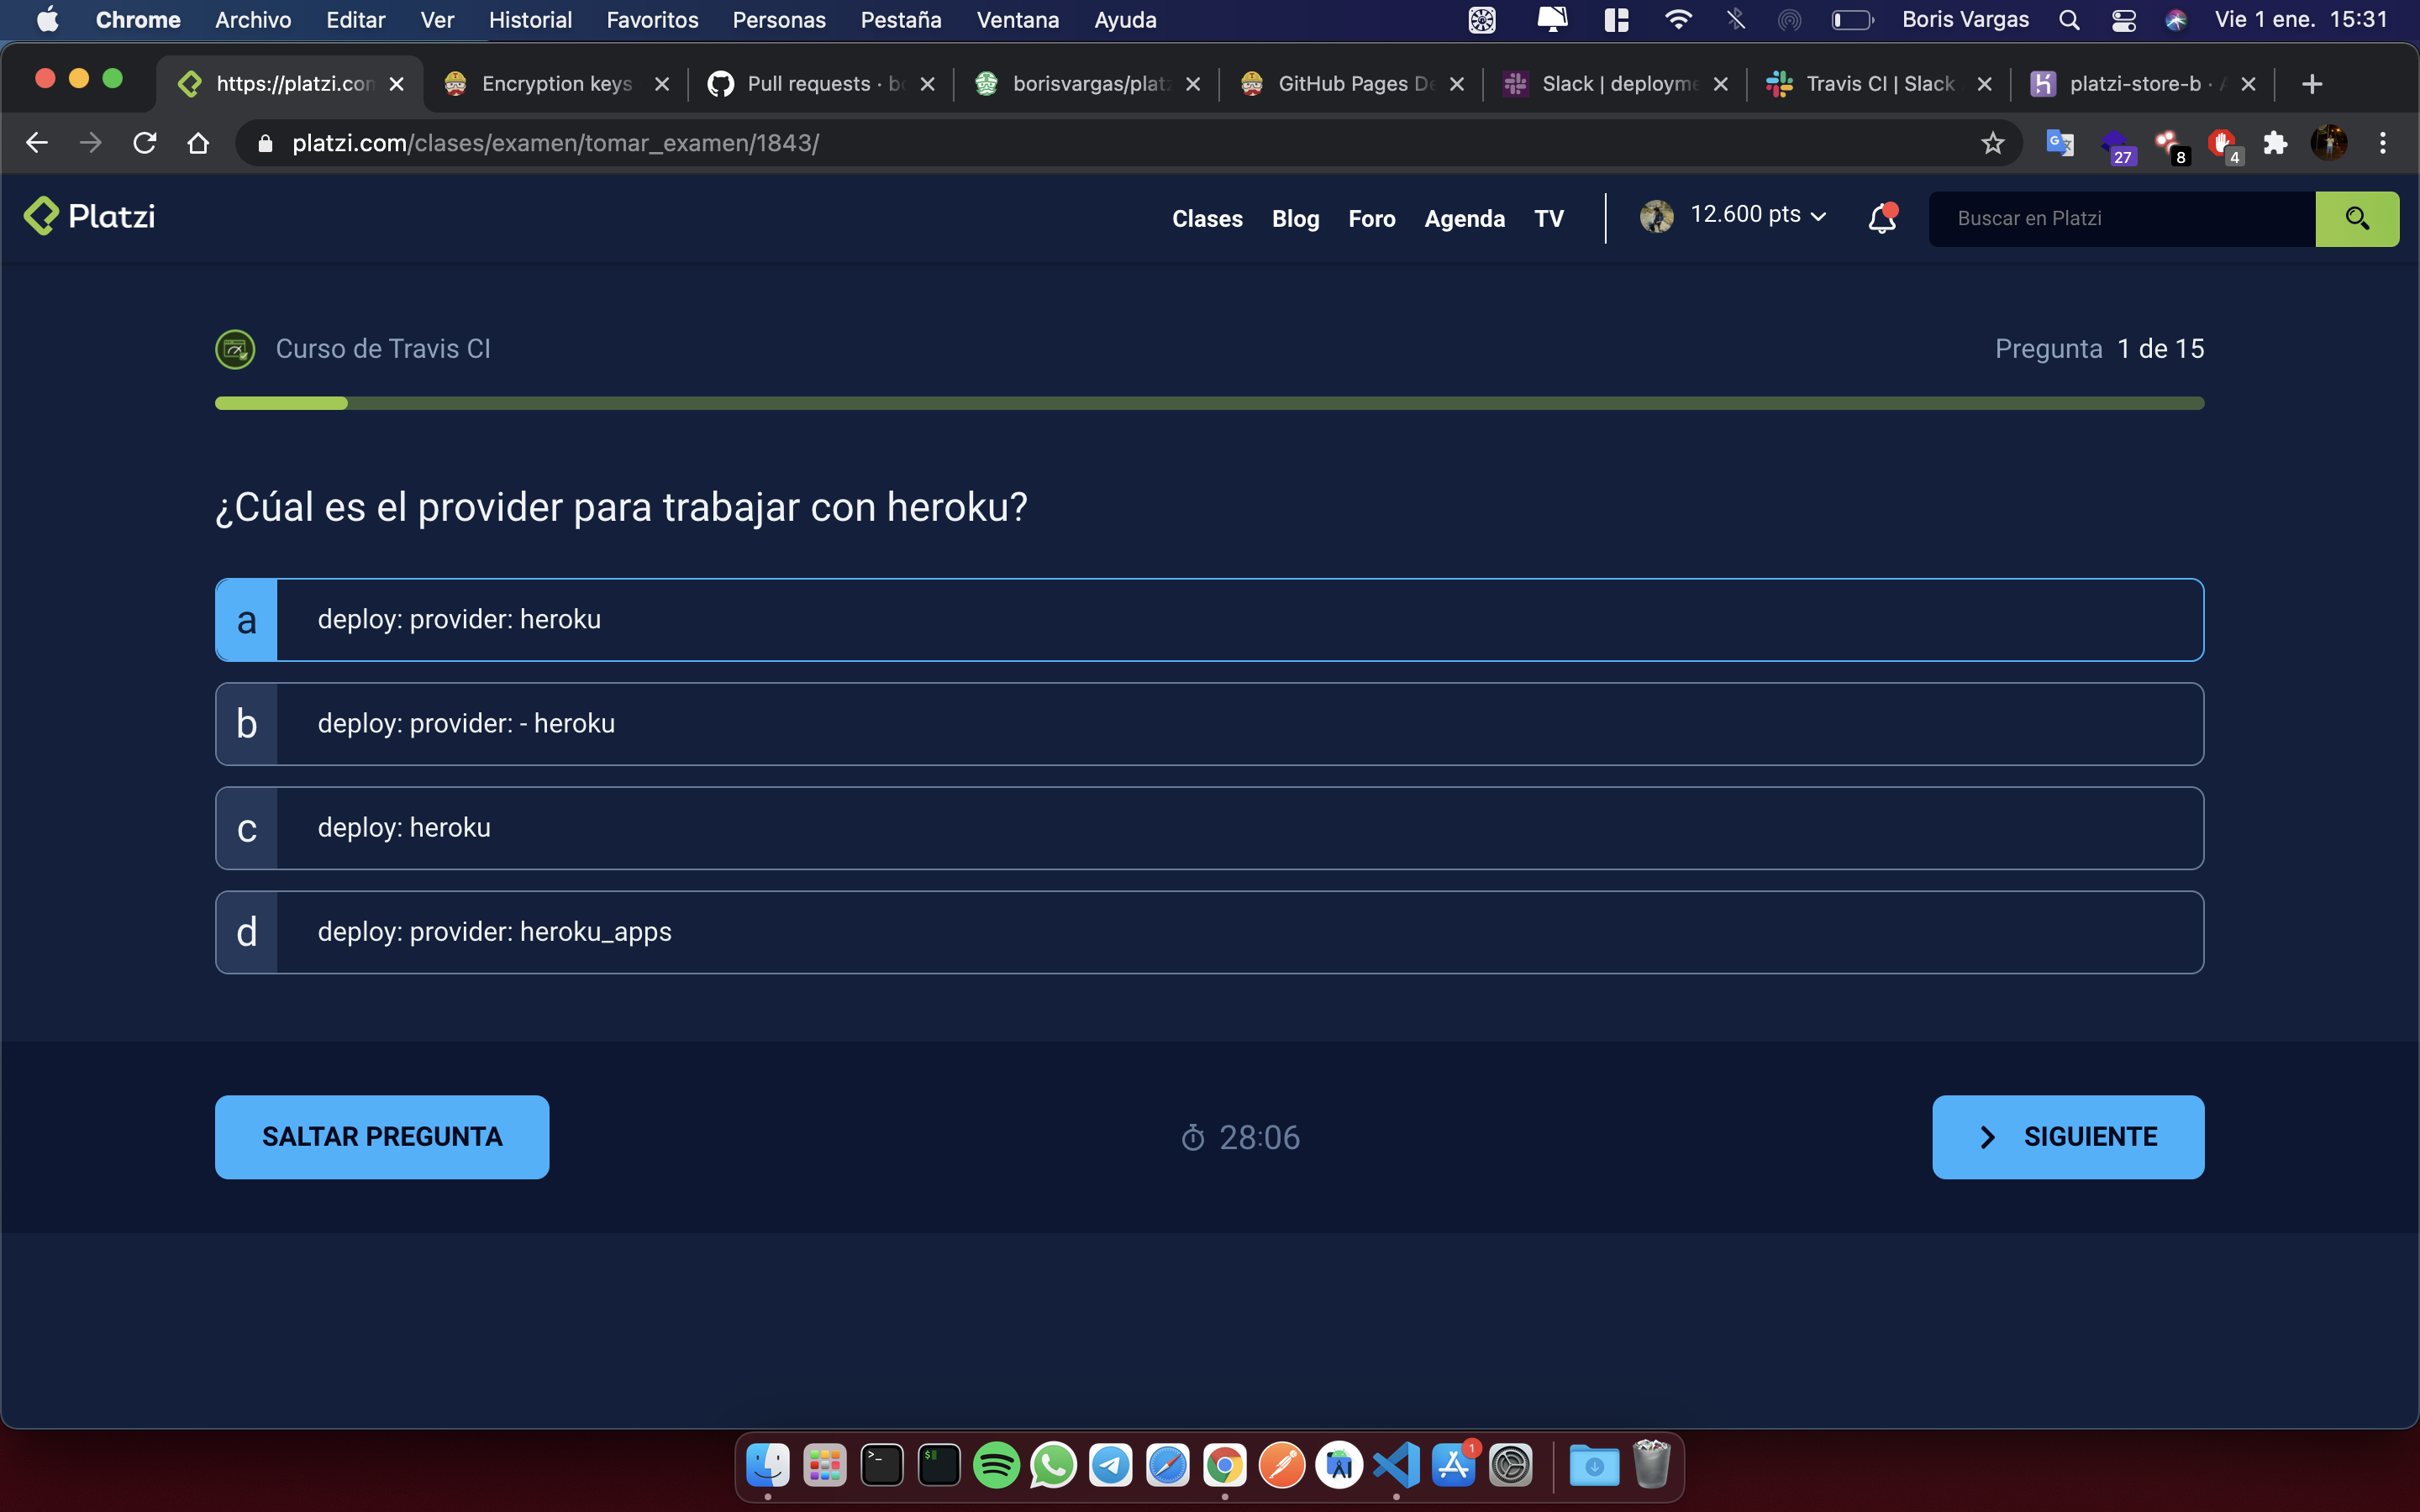 Chrome Archivo Editar Ver Historial Favoritos Personas Pestaña Ventana Ayuda Boris Vargas Vie 1 ene. 15:31
https://platzi.con Encryption keys Pull requests · bo borisvargas/platz GitHub Pages De Slack | deployme Travis CI | Slack platzi-store-b ·
platzi.com/clases/examen/tomar_examen/1843/ 27 8 4
Platzi Clases Blog Foro Agenda TV 12.600 pts Buscar en Platzi
Curso de Travis CI Pregunta 1 de 15
¿Cúal es el provider para trabajar con heroku?
a deploy: provider: heroku
b deploy: provider: - heroku
c deploy: heroku
d deploy: provider: heroku_apps
SALTAR PREGUNTA 28:06 SIGUIENTE
1